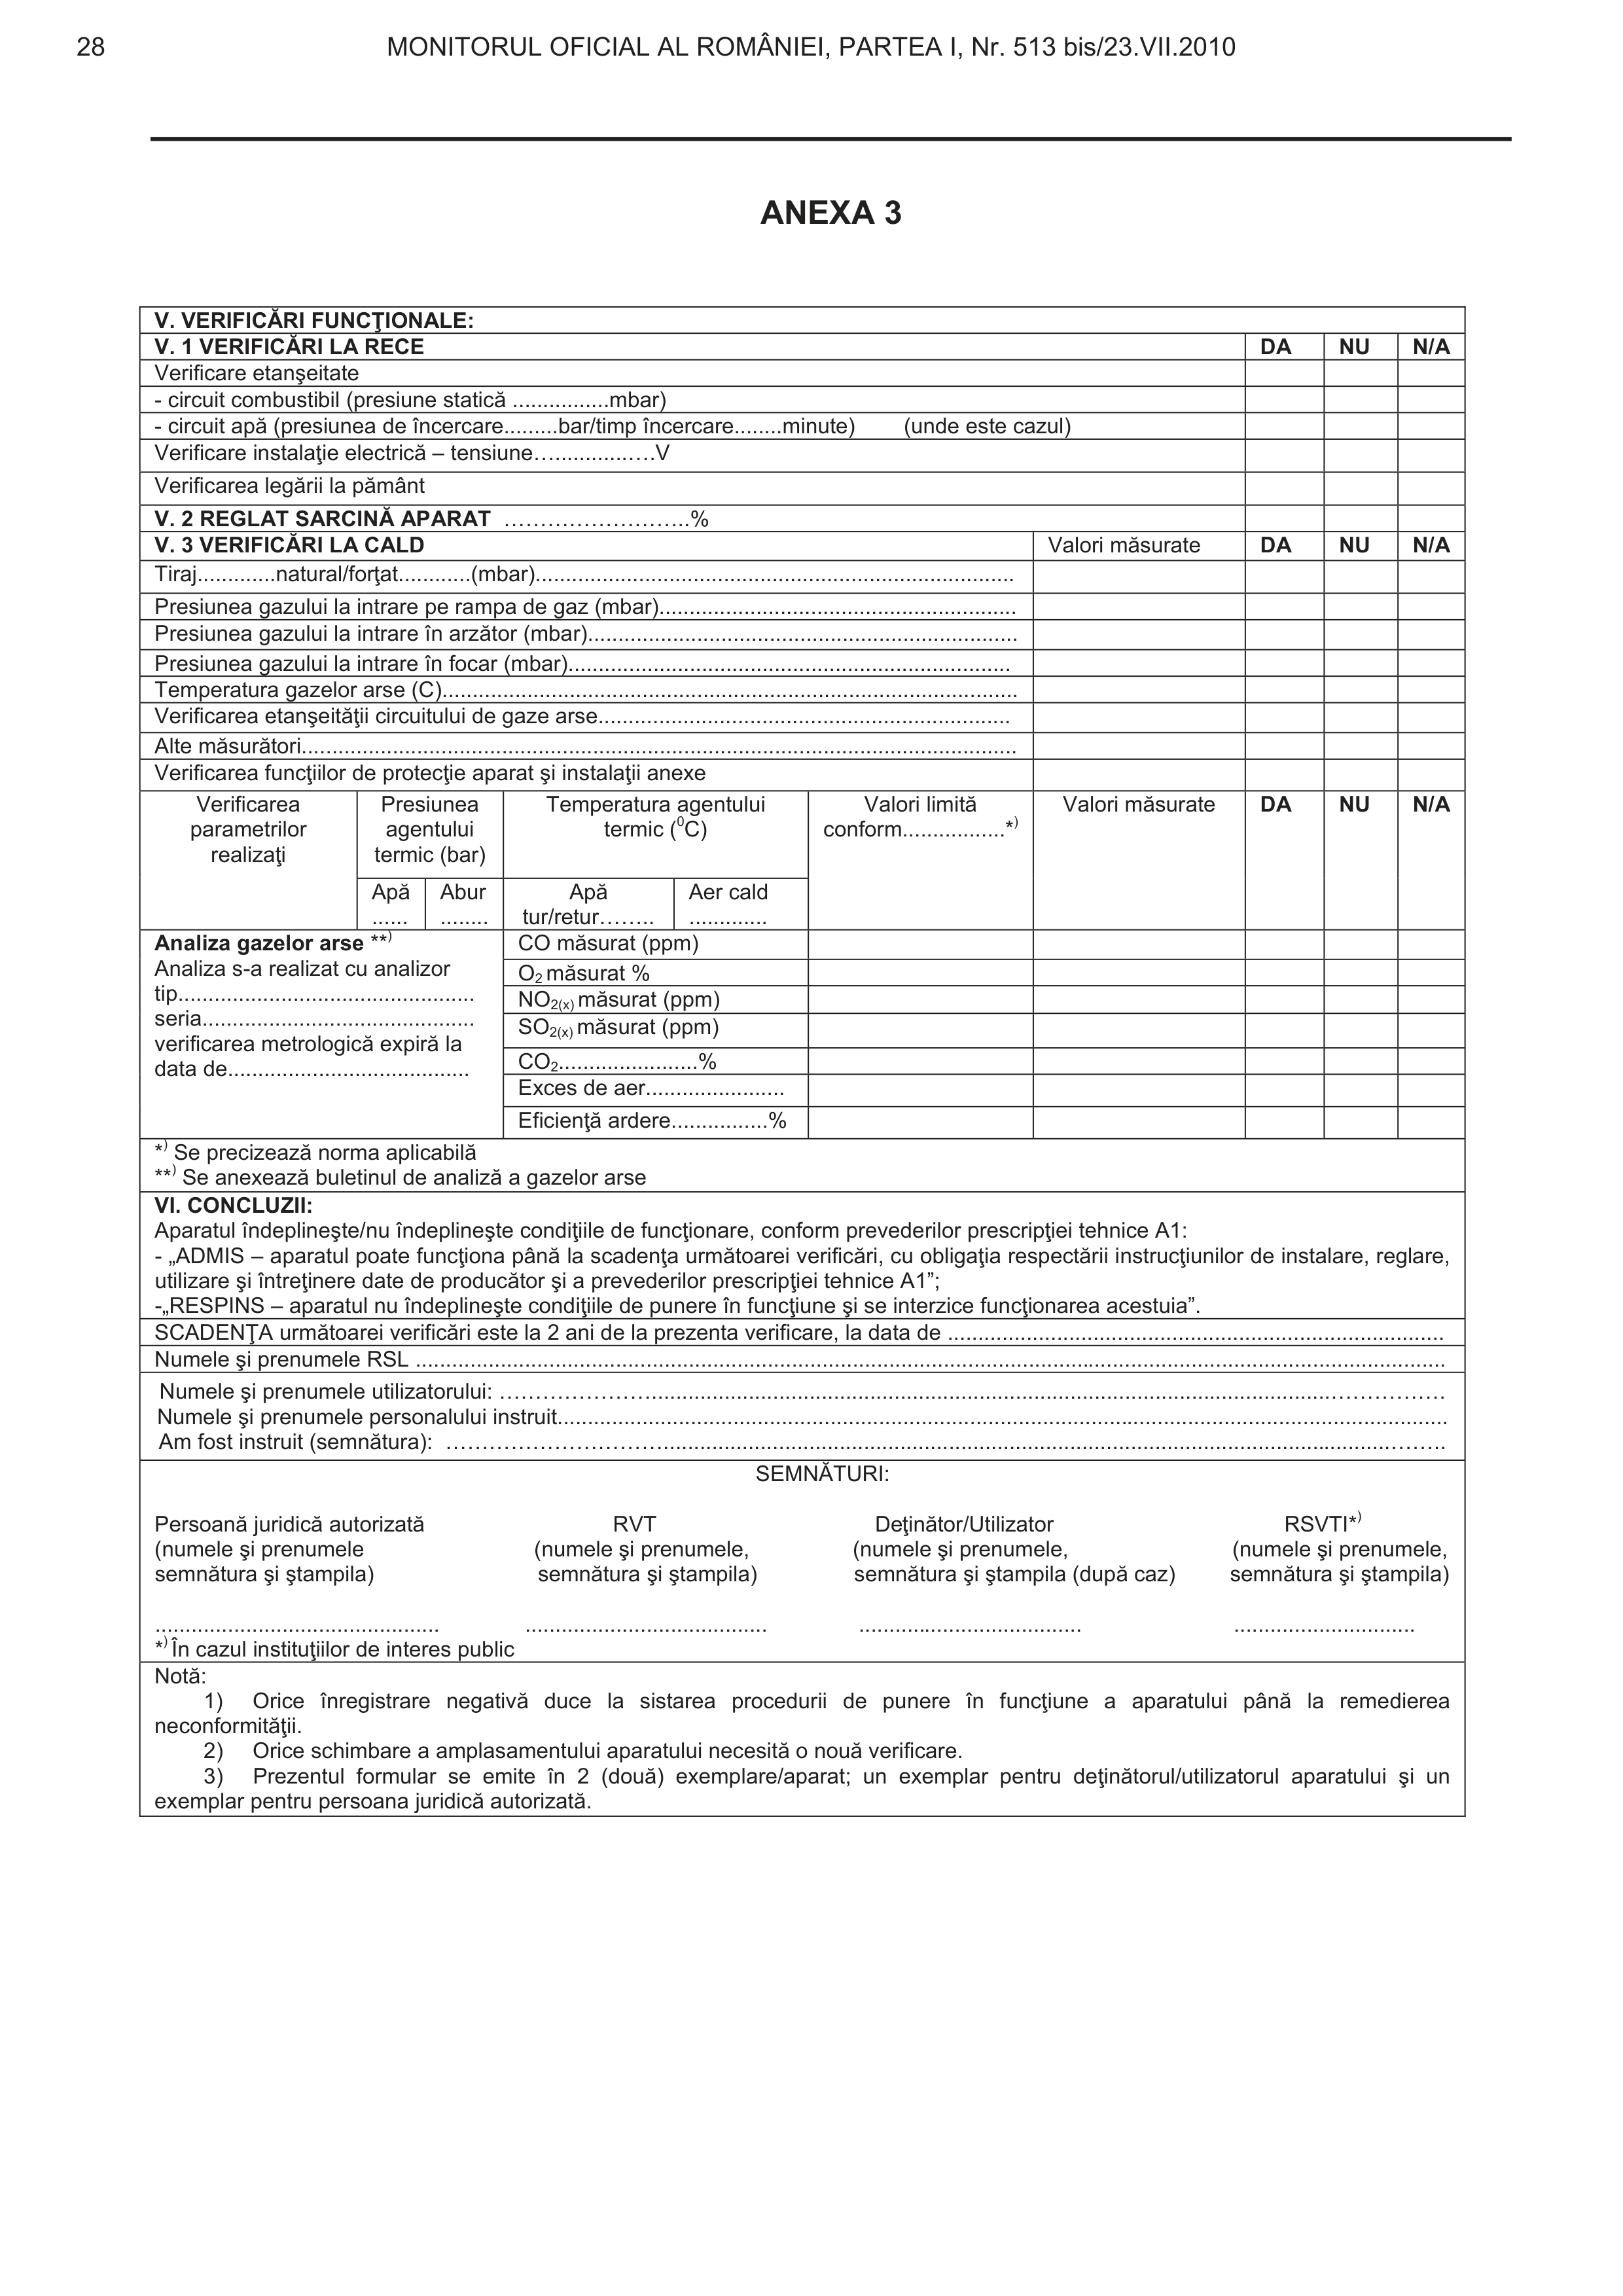 28 MONITORUL OFICIAL AL ROMÂNIEI, PARTEA I, Nr. 513 bis/23.VII.2010
ANEXA 3
V. VERIFICĂRI FUNCŢIONALE:
V. 1 VERIFICĂRI LA RECE DA NU N/A
Verificare etanşeitate
- circuit combustibil (presiune statică ................mbar)
- circuit apă (presiunea de încercare.........bar/timp încercare........minute) (unde este cazul)
Verificare instalaţie electrică – tensiune…............….V
Verificarea legării la pământ
V. 2 REGLAT SARCINĂ APARAT ……………………..%
V. 3 VERIFICĂRI LA CALD Valori măsurate DA NU N/A
Tiraj.............natural/forţat............(mbar)...............................................................................
Presiunea gazului la intrare pe rampa de gaz (mbar)...........................................................
Presiunea gazului la intrare în arzător (mbar).......................................................................
Presiunea gazului la intrare în focar (mbar).........................................................................
Temperatura gazelor arse (C)...............................................................................................
Verificarea etanşeităţii circuitului de gaze arse....................................................................
Alte măsurători......................................................................................................................
Verificarea funcţiilor de protecţie aparat şi instalaţii anexe
Verificarea Presiunea Temperatura agentului Valori limită Valori măsurate DA NU N/A
parametrilor agentului termic (⁰C) conform.................*⁾
realizaţi termic (bar)
Apă Abur Apă Aer cald
...... ........ tur/retur…….. .............
Analiza gazelor arse **⁾ CO măsurat (ppm)
Analiza s-a realizat cu analizor
O₂ măsurat %
tip.................................................
NO₂₍ₓ₎ măsurat (ppm)
seria.............................................
SO₂₍ₓ₎ măsurat (ppm)
verificarea metrologică expiră la
data de........................................
CO₂.......................%
Exces de aer.......................
Eficienţă ardere................%
*⁾ Se precizează norma aplicabilă
**⁾ Se anexează buletinul de analiză a gazelor arse
VI. CONCLUZII:
Aparatul îndeplineşte/nu îndeplineşte condiţiile de funcţionare, conform prevederilor prescripţiei tehnice A1:
- „ADMIS – aparatul poate funcţiona până la scadenţa următoarei verificări, cu obligaţia respectării instrucţiunilor de instalare, reglare,
utilizare şi întreţinere date de producător şi a prevederilor prescripţiei tehnice A1”;
-„RESPINS – aparatul nu îndeplineşte condiţiile de punere în funcţiune şi se interzice funcţionarea acestuia”.
SCADENŢA următoarei verificări este la 2 ani de la prezenta verificare, la data de ..................................................................................
Numele şi prenumele RSL ..........................................................................................................................................................................
Numele şi prenumele utilizatorului: …………………................................................................................................................……………
Numele şi prenumele personalului instruit...................................................................................................................................................
Am fost instruit (semnătura): ………………………........................................................................................................................……..
SEMNĂTURI:
Persoană juridică autorizată RVT Deţinător/Utilizator RSVTI*⁾
(numele şi prenumele (numele şi prenumele, (numele şi prenumele, (numele şi prenumele,
semnătura şi ştampila) semnătura şi ştampila) semnătura şi ştampila (după caz) semnătura şi ştampila)
............................................... ........................................ ..................................... ..............................
*⁾ În cazul instituţiilor de interes public
Notă:
1) Orice înregistrare negativă duce la sistarea procedurii de punere în funcţiune a aparatului până la remedierea
neconformităţii.
2) Orice schimbare a amplasamentului aparatului necesită o nouă verificare.
3) Prezentul formular se emite în 2 (două) exemplare/aparat; un exemplar pentru deţinătorul/utilizatorul aparatului şi un
exemplar pentru persoana juridică autorizată.